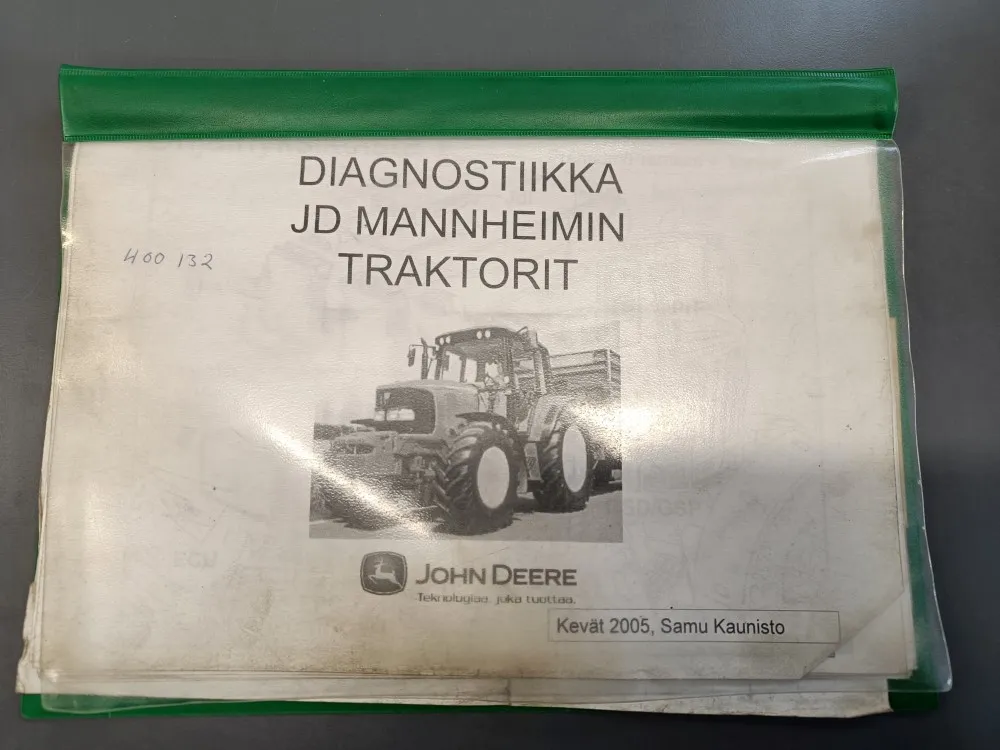 DIAGNOSTIIKKA
JD MANNHEIMIN
TRAKTORIT
400 132
JOHN DEERE
Teknologiaa, joka tuottaa.
Kevät 2005, Samu Kaunisto